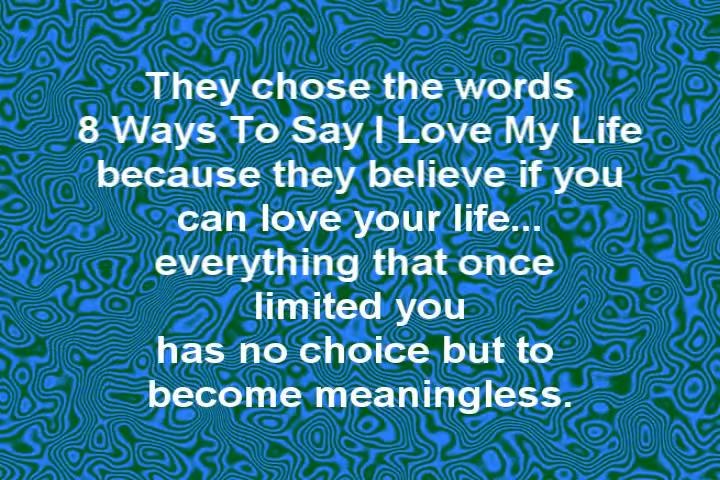 They chose the words
8 Ways To Say I Love My Life
because they believe if you
can love your life...
everything that once
limited you
has no choice but to
become meaningless.